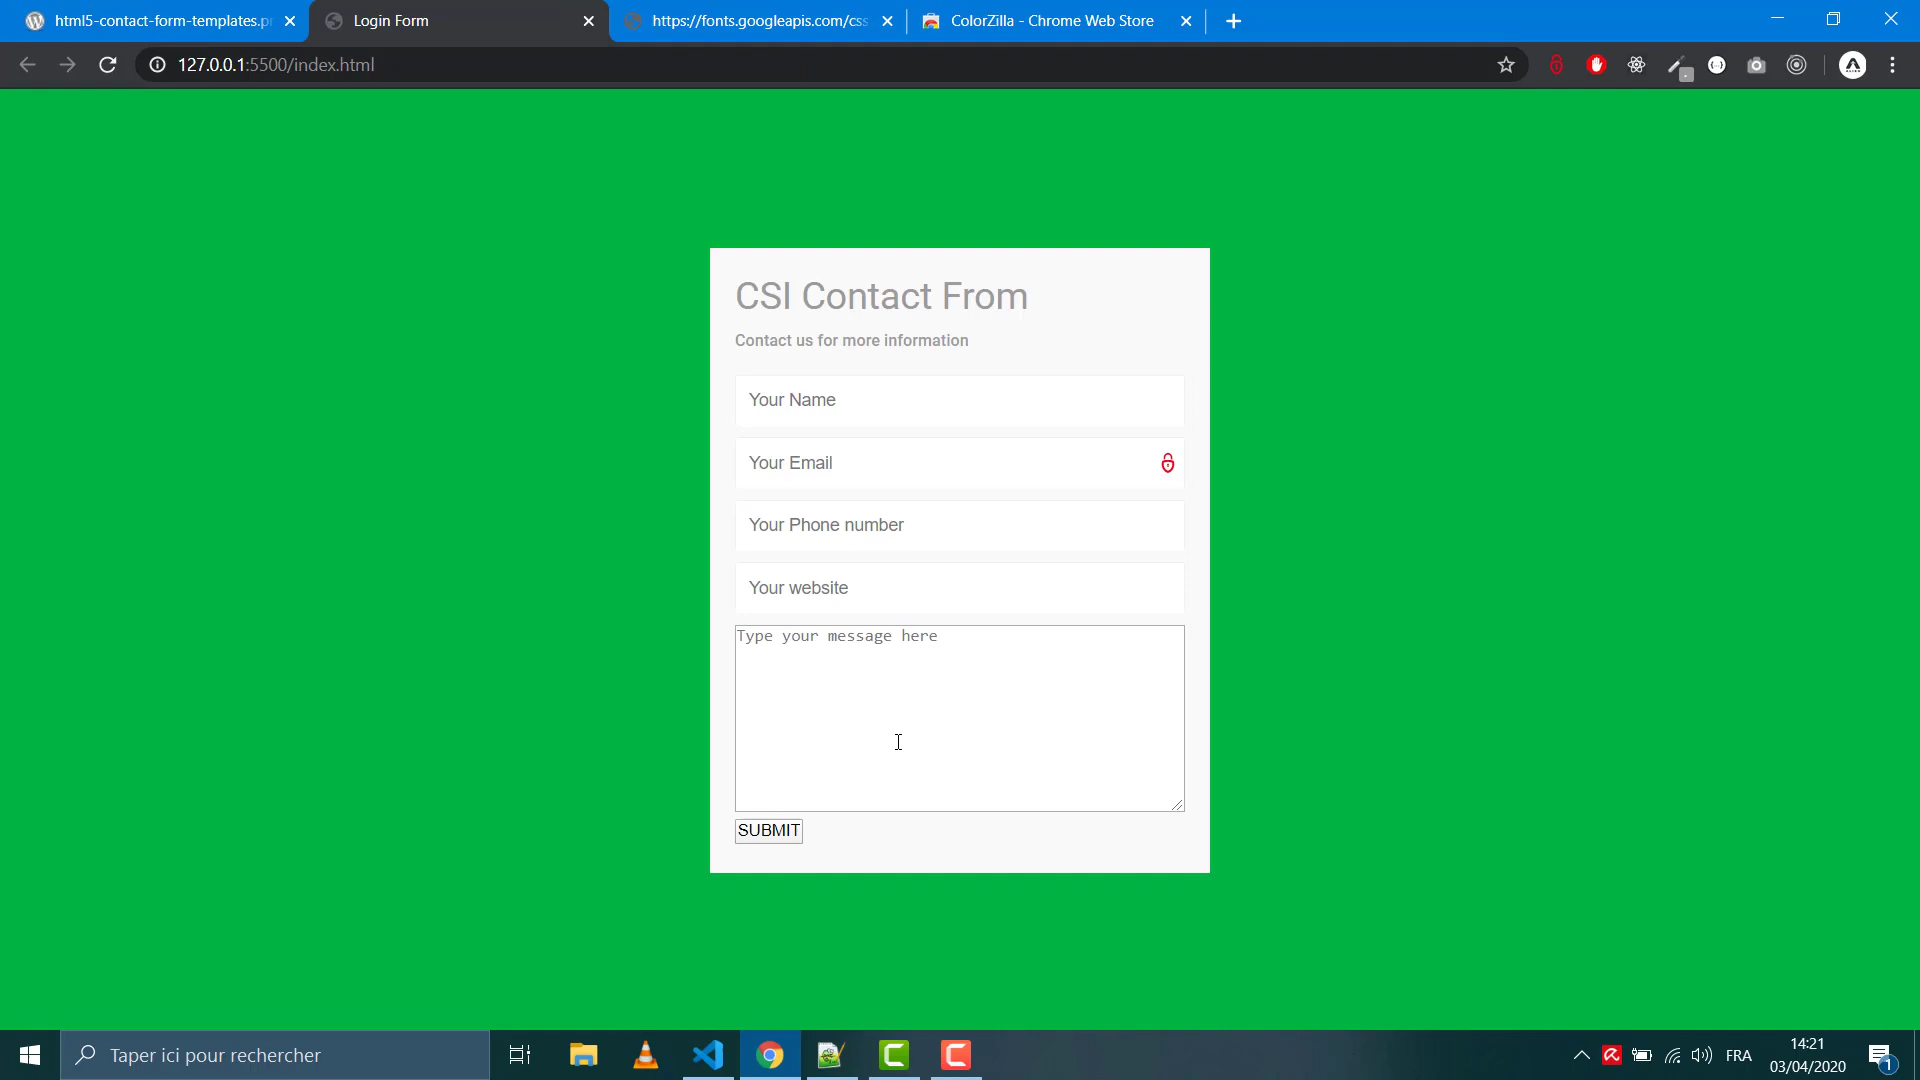 html5-contact-form-templates.pr
Login Form
https://fonts.googleapis.com/css
ColorZilla - Chrome Web Store
127.0.0.1:5500/index.html
CSI Contact From
Contact us for more information
Your Name
Your Email
Your Phone number
Your website
Type your message here
SUBMIT
Taper ici pour rechercher
FRA
14:21
03/04/2020
1